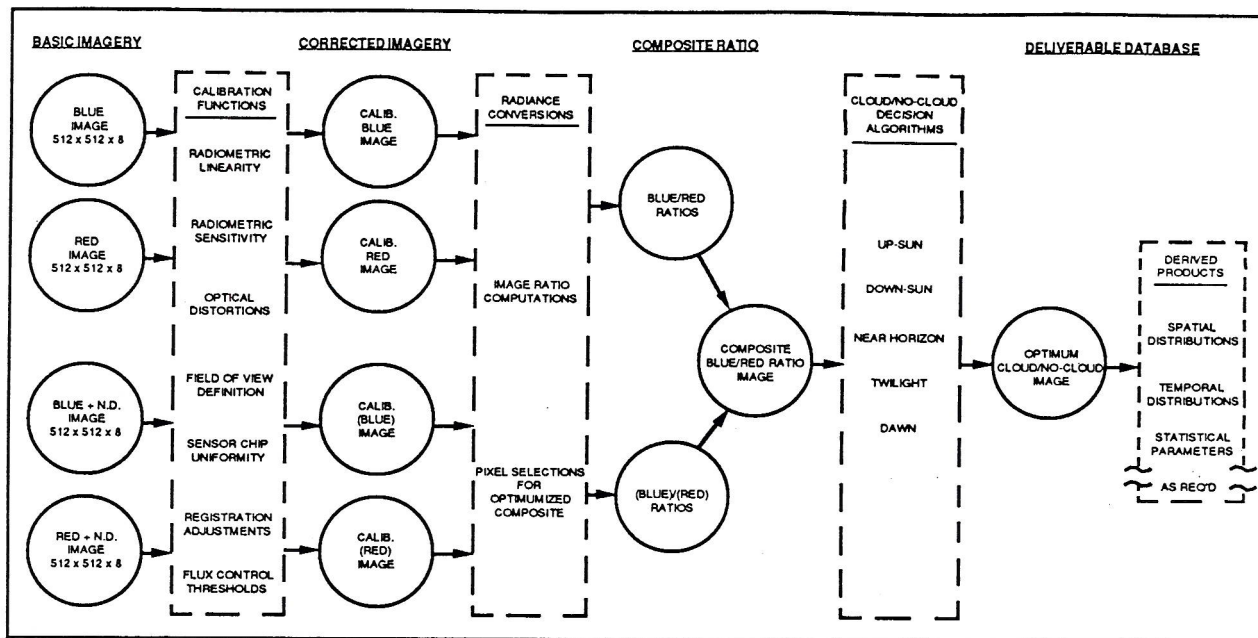 BASIC IMAGERY
CORRECTED IMAGERY
COMPOSITE RATIO
DELIVERABLE DATABASE
BLUE
IMAGE
512 x 512 x 8
RED
IMAGE
512 x 512 x 8
BLUE + N.D.
IMAGE
512 x 512 x 8
RED + N.D.
IMAGE
512 x 512 x 8
CALIBRATION
FUNCTIONS
RADIOMETRIC
LINEARITY
RADIOMETRIC
SENSITIVITY
OPTICAL
DISTORTIONS
FIELD OF VIEW
DEFINITION
SENSOR CHIP
UNIFORMITY
REGISTRATION
ADJUSTMENTS
FLUX CONTROL
THRESHOLDS
CALIB.
BLUE
IMAGE
CALIB.
RED
IMAGE
CALIB.
(BLUE)
IMAGE
CALIB.
(RED)
IMAGE
RADIANCE
CONVERSIONS
IMAGE RATIO
COMPUTATIONS
PIXEL SELECTIONS
FOR
OPTIMUMIZED
COMPOSITE
BLUE/RED
RATIOS
COMPOSITE
BLUE/RED RATIO
IMAGE
(BLUE)/(RED)
RATIOS
CLOUD/NO-CLOUD
DECISION
ALGORITHMS
UP-SUN
DOWN-SUN
NEAR HORIZON
TWILIGHT
DAWN
OPTIMUM
CLOUD/NO-CLOUD
IMAGE
DERIVED
PRODUCTS
SPATIAL
DISTRIBUTIONS
TEMPORAL
DISTRIBUTIONS
STATISTICAL
PARAMETERS
AS REQ'D